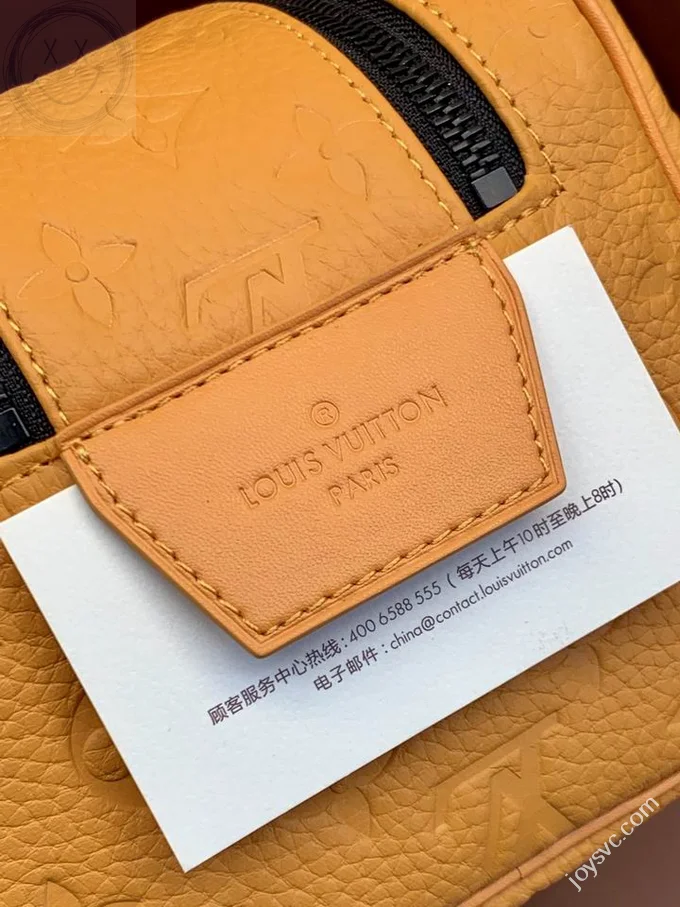 ®
LOUIS VUITTON
PARIS
顾客服务中心热线: 400 6588 555 ( 每天上午10时至晚上8时)
电子邮件 : china@contact.louisvuitton.com
joysvc.com